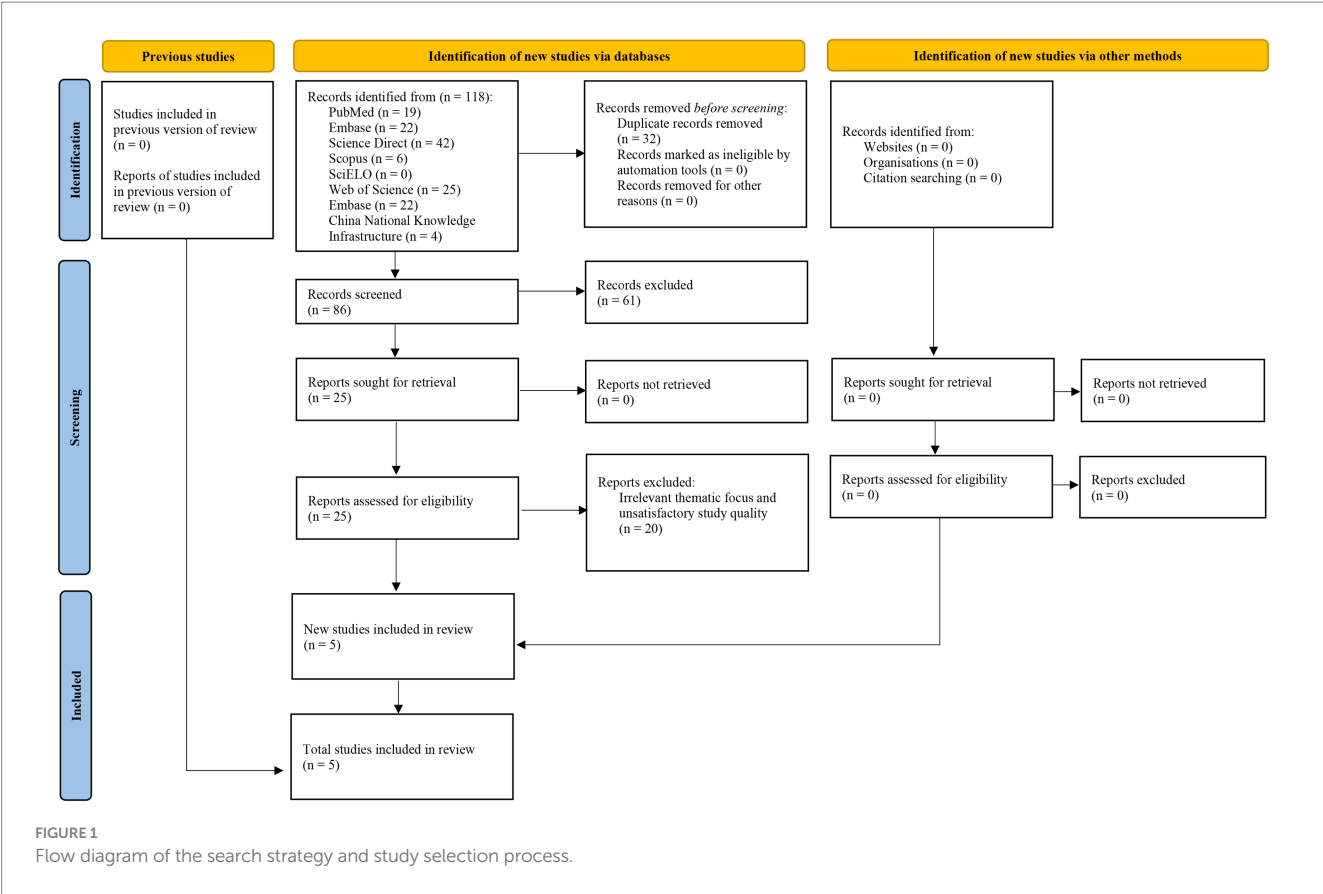 Previous studies
Identification of new studies via databases
Identification of new studies via other methods
Identification
Studies included in
previous version of review
(n = 0)
Reports of studies included
in previous version of
review (n = 0)
Records identified from (n = 118):
PubMed (n = 19)
Embase (n = 22)
Science Direct (n = 42)
Scopus (n = 6)
SciELO (n = 0)
Web of Science (n = 25)
Embase (n = 22)
China National Knowledge
Infrastructure (n = 4)
Records removed before screening:
Duplicate records removed
(n = 32)
Records marked as ineligible by
automation tools (n = 0)
Records removed for other
reasons (n = 0)
Records identified from:
Websites (n = 0)
Organisations (n = 0)
Citation searching (n = 0)
Screening
Records screened
(n = 86)
Records excluded
(n = 61)
Reports sought for retrieval
(n = 25)
Reports not retrieved
(n = 0)
Reports sought for retrieval
(n = 0)
Reports not retrieved
(n = 0)
Reports assessed for eligibility
(n = 25)
Reports excluded:
Irrelevant thematic focus and
unsatisfactory study quality
(n = 20)
Reports assessed for eligibility
(n = 0)
Reports excluded
(n = 0)
Included
New studies included in review
(n = 5)
Total studies included in review
(n = 5)
FIGURE 1
Flow diagram of the search strategy and study selection process.